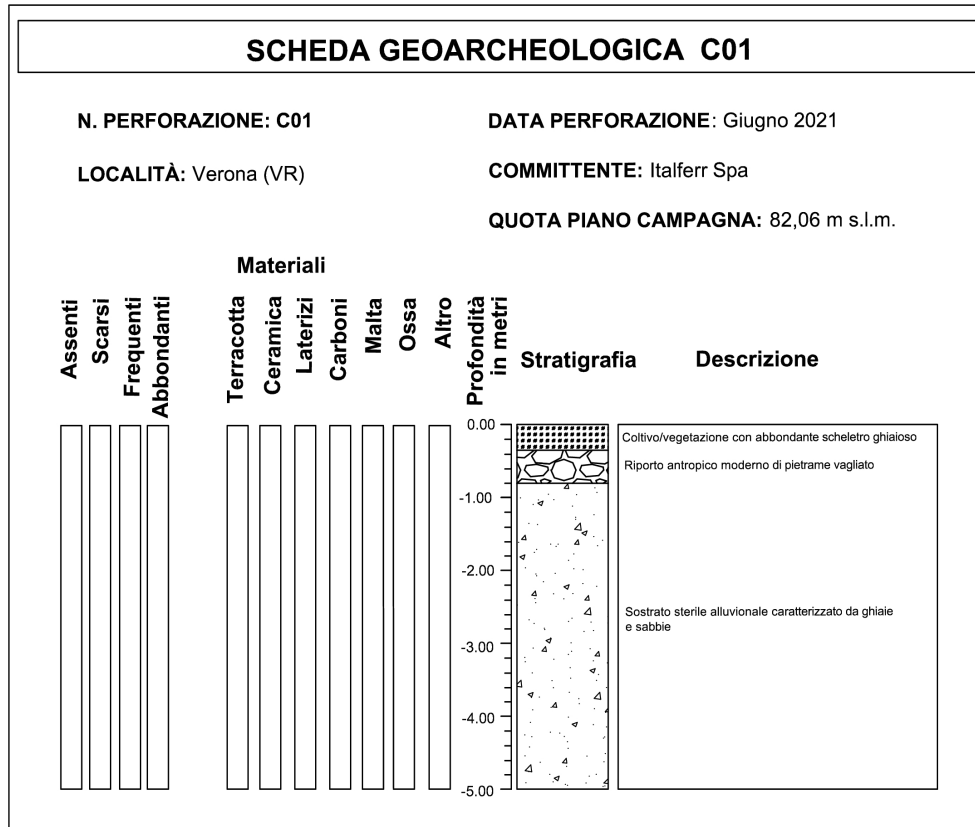 SCHEDA GEOARCHEOLOGICA C01
N. PERFORAZIONE: C01
DATA PERFORAZIONE: Giugno 2021
LOCALITÀ: Verona (VR)
COMMITTENTE: Italferr Spa
QUOTA PIANO CAMPAGNA: 82,06 m s.l.m.
Materiali
Assenti
Scarsi
Frequenti
Abbondanti
Terracotta
Ceramica
Laterizi
Carboni
Malta
Ossa
Altro
Profondità
in metri
Stratigrafia
Descrizione
0.00
Coltivo/vegetazione con abbondante scheletro ghiaioso
Riporto antropico moderno di pietrame vagliato
-1.00
-2.00
Sostrato sterile alluvionale caratterizzato da ghiaie
e sabbie
-3.00
-4.00
-5.00